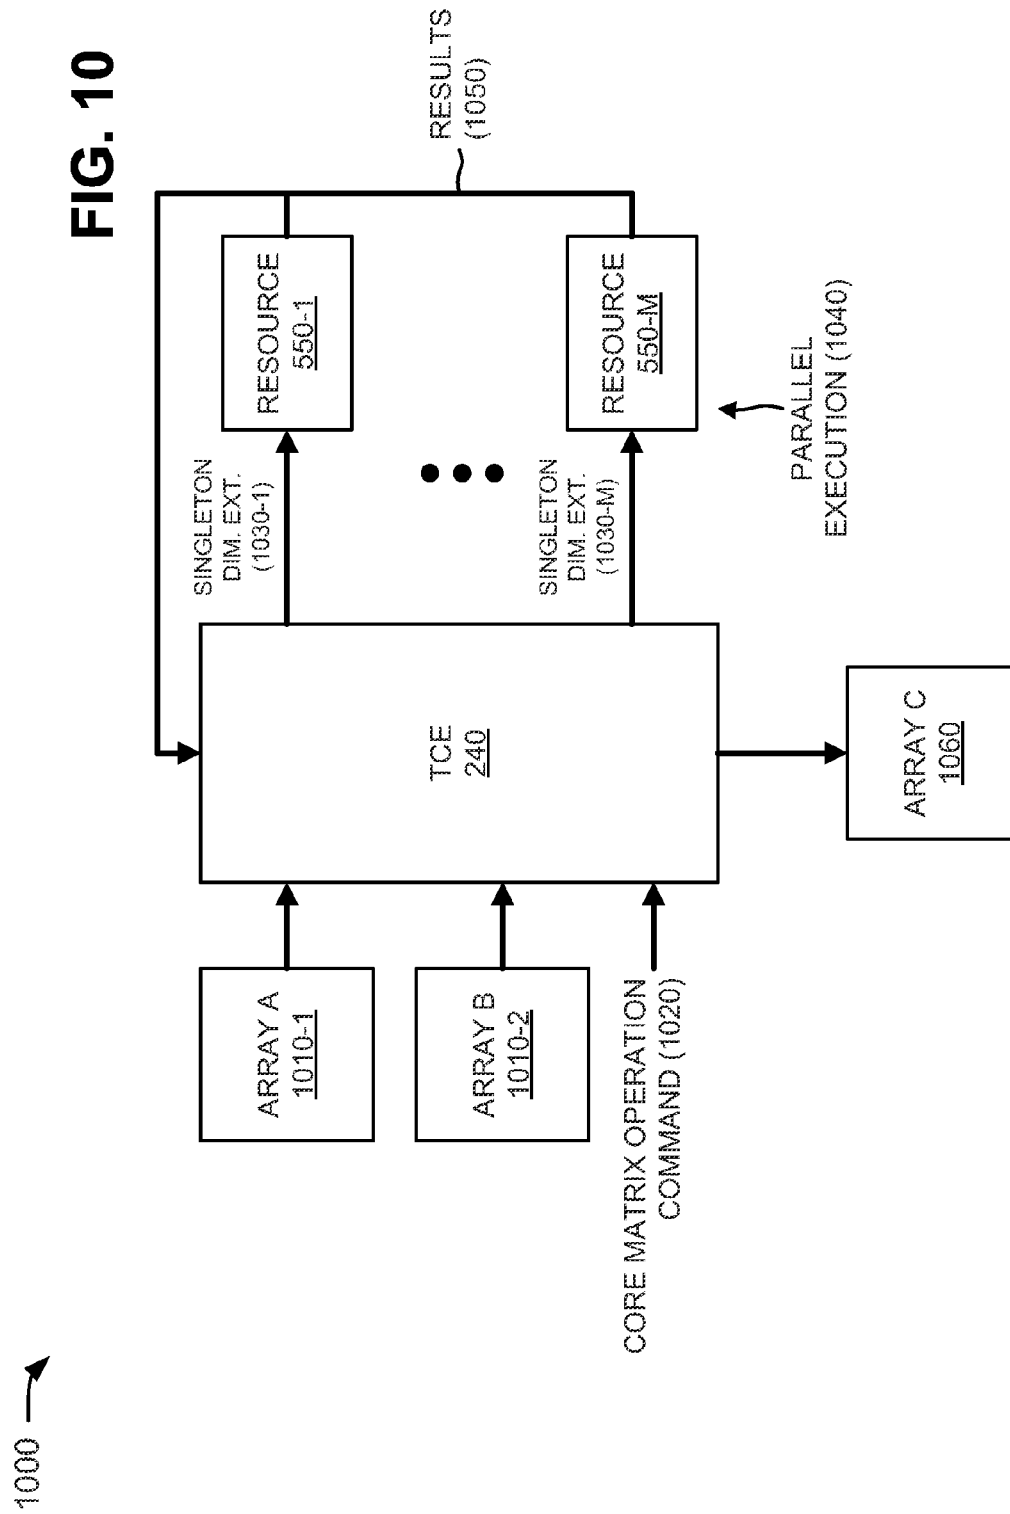 1000
FIG. 10
ARRAY A
1010-1
ARRAY B
1010-2
CORE MATRIX OPERATION
COMMAND (1020)
TCE
240
SINGLETON
DIM. EXT.
(1030-1)
SINGLETON
DIM. EXT.
(1030-M)
RESOURCE
550-1
RESOURCE
550-M
RESULTS
(1050)
PARALLEL
EXECUTION (1040)
ARRAY C
1060